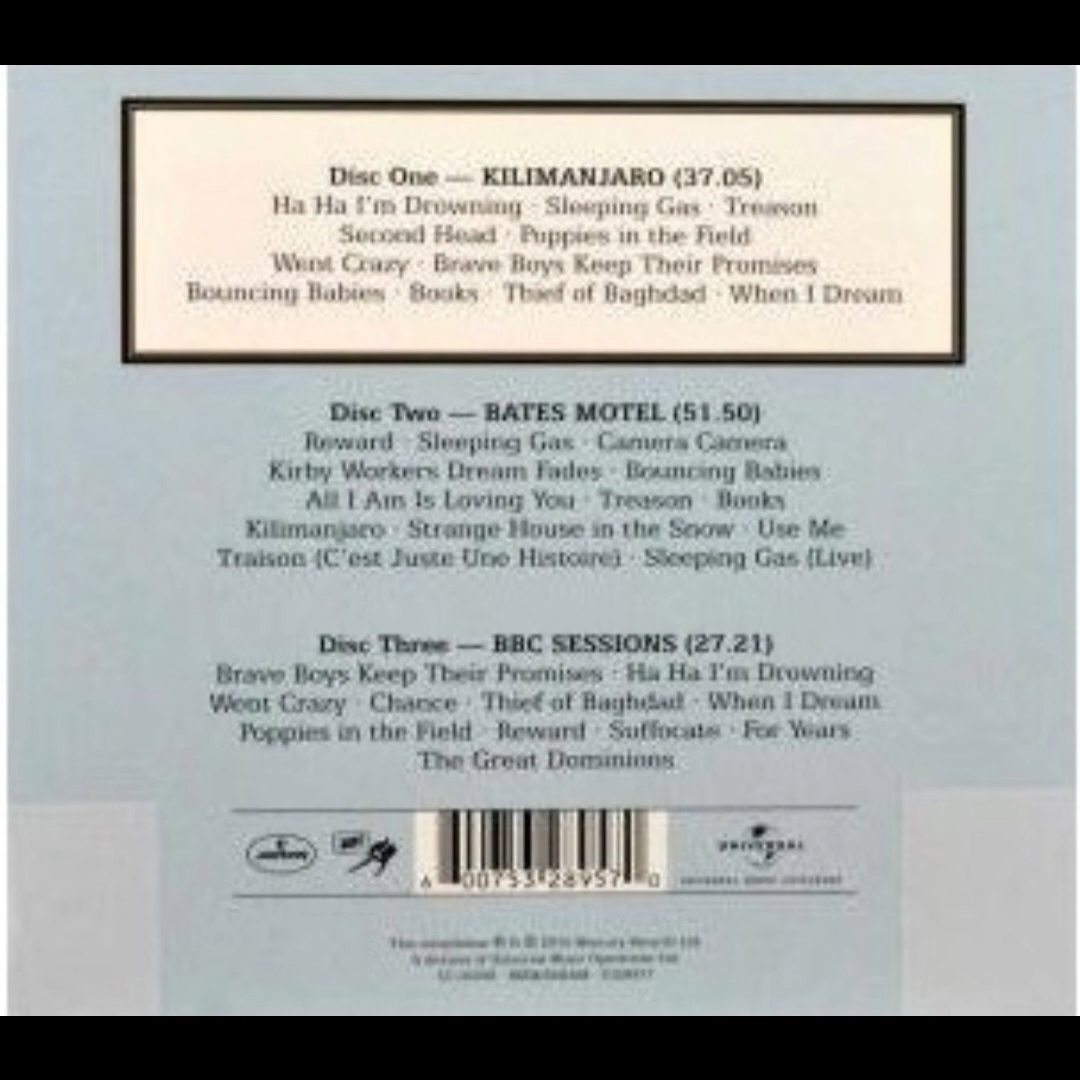 Disc One — KILIMANJARO (37.05)
Ha Ha I'm Drowning · Sleeping Gas · Treason
Second Head · Poppies in the Field
Went Crazy · Brave Boys Keep Their Promises
Bouncing Babies · Books · Thief of Baghdad · When I Dream
Disc Two — BATES MOTEL (51.50)
Reward · Sleeping Gas · Camera Camera
Kirby Workers Dream Fades · Bouncing Babies
All I Am Is Loving You · Treason · Books
Kilimanjaro · Strange House in the Snow · Use Me
Traison (C'est Juste Une Histoire) · Sleeping Gas (Live)
Disc Three — BBC SESSIONS (27.21)
Brave Boys Keep Their Promises · Ha Ha I'm Drowning
Went Crazy · Chance · Thief of Baghdad · When I Dream
Poppies in the Field · Reward · Suffocate · For Years
The Great Dominions
6 00753 28957 0
UNIVERSAL